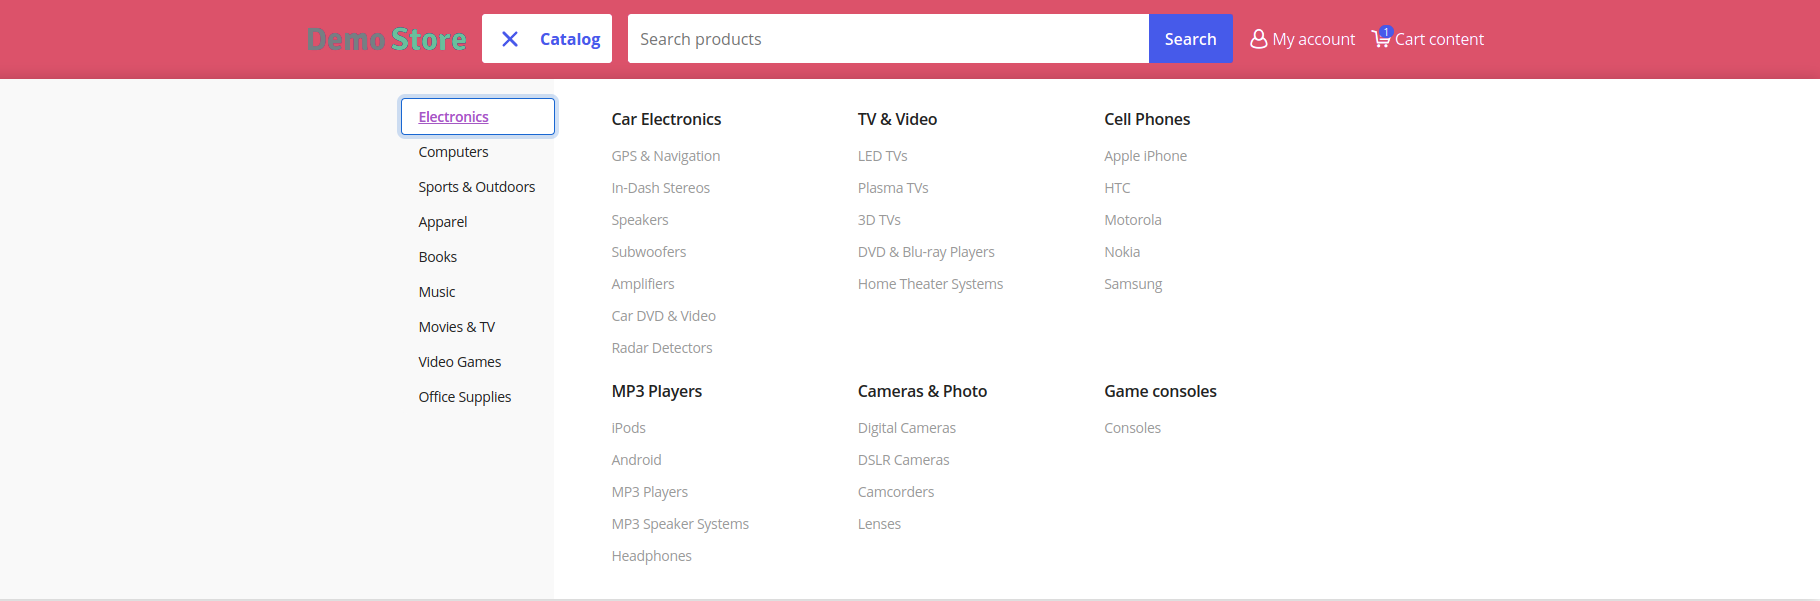 Demo Store
Catalog
Search products
Search
My account
1
Cart content
Electronics
Computers
Sports & Outdoors
Apparel
Books
Music
Movies & TV
Video Games
Office Supplies
Car Electronics
GPS & Navigation
In-Dash Stereos
Speakers
Subwoofers
Amplifiers
Car DVD & Video
Radar Detectors
TV & Video
LED TVs
Plasma TVs
3D TVs
DVD & Blu-ray Players
Home Theater Systems
Cell Phones
Apple iPhone
HTC
Motorola
Nokia
Samsung
MP3 Players
iPods
Android
MP3 Players
MP3 Speaker Systems
Headphones
Cameras & Photo
Digital Cameras
DSLR Cameras
Camcorders
Lenses
Game consoles
Consoles